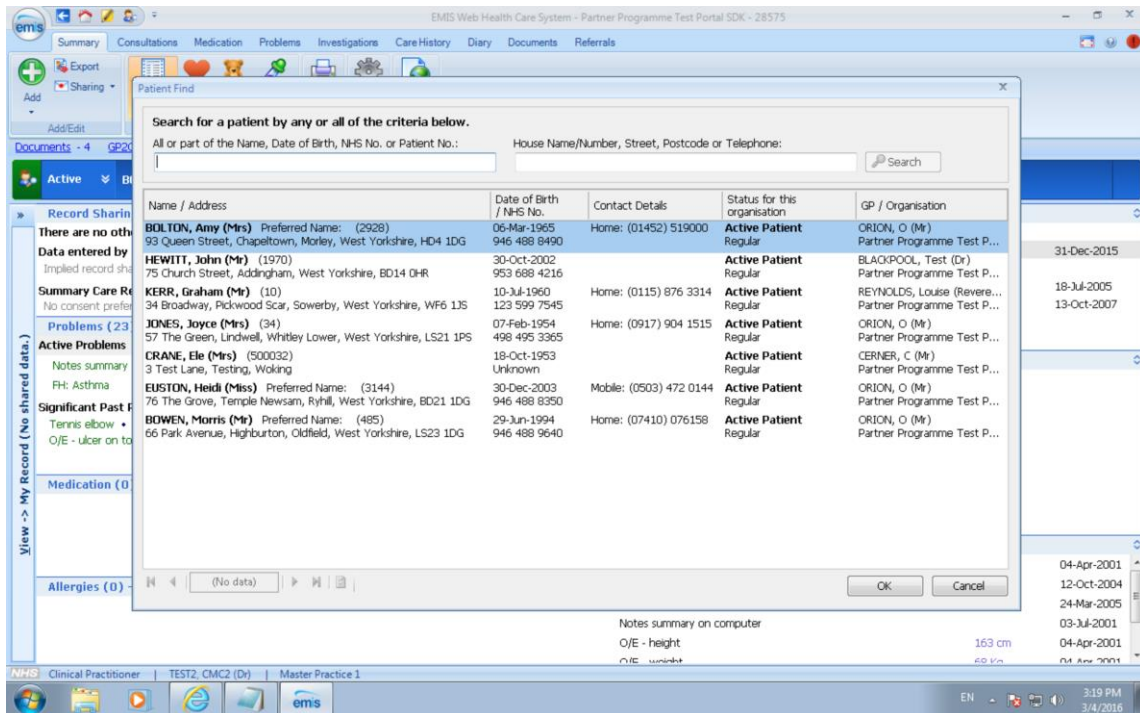 EMIS Web Health Care System - Partner Programme Test Portal SDK - 28575
emis
Summary Consultations Medication Problems Investigations Care History Diary Documents Referrals
Add
Export
Sharing
Add/Edit
Documents - 4
Active
Record Sharin
There are no oth
Data entered by
Implied record sha
31-Dec-2015
Summary Care Re
18-Jul-2005
No consent prefer
13-Oct-2007
Problems (23
Active Problems
Notes summary
FH: Asthma
Significant Past P
Tennis elbow •
O/E - ulcer on to
Medication (0
Allergies (0) -
View -> My Record (No shared data.)
Patient Find
Search for a patient by any or all of the criteria below.
All or part of the Name, Date of Birth, NHS No. or Patient No.: House Name/Number, Street, Postcode or Telephone:
Search
Name / Address Date of Birth / NHS No. Contact Details Status for this organisation GP / Organisation
BOLTON, Amy (Mrs) Preferred Name: (2928) 06-Mar-1965 Home: (01452) 519000 Active Patient ORION, O (Mr)
93 Queen Street, Chapeltown, Morley, West Yorkshire, HD4 1DG 946 488 8490 Regular Partner Programme Test P...
HEWITT, John (Mr) (1970) 30-Oct-2002 Active Patient BLACKPOOL, Test (Dr)
75 Church Street, Addingham, West Yorkshire, BD14 0HR 953 688 4216 Regular Partner Programme Test P...
KERR, Graham (Mr) (10) 10-Jul-1960 Home: (0115) 876 3314 Active Patient REYNOLDS, Louise (Revere...
34 Broadway, Pickwood Scar, Sowerby, West Yorkshire, WF6 1JS 123 599 7545 Regular Partner Programme Test P...
JONES, Joyce (Mrs) (34) 07-Feb-1954 Home: (0917) 904 1515 Active Patient ORION, O (Mr)
57 The Green, Lindwell, Whitley Lower, West Yorkshire, LS21 1PS 498 495 3365 Regular Partner Programme Test P...
CRANE, Ele (Mrs) (500032) 18-Oct-1953 Active Patient CERNER, C (Mr)
3 Test Lane, Testing, Woking Unknown Regular Partner Programme Test P...
EUSTON, Heidi (Miss) Preferred Name: (3144) 30-Dec-2003 Mobile: (0503) 472 0144 Active Patient ORION, O (Mr)
76 The Grove, Temple Newsam, Ryhill, West Yorkshire, BD21 1DG 946 488 8350 Regular Partner Programme Test P...
BOWEN, Morris (Mr) Preferred Name: (485) 29-Jun-1994 Home: (07410) 076158 Active Patient ORION, O (Mr)
66 Park Avenue, Highburton, Oldfield, West Yorkshire, LS23 1DG 946 488 9640 Regular Partner Programme Test P...
(No data) OK Cancel
04-Apr-2001
12-Oct-2004
24-Mar-2005
Notes summary on computer 03-Jul-2001
O/E - height 163 cm 04-Apr-2001
O/E - weight 68 Kg 04-Apr-2001
NHS Clinical Practitioner | TEST2, CMC2 (Dr) | Master Practice 1
emis EN 3:19 PM
3/4/2016